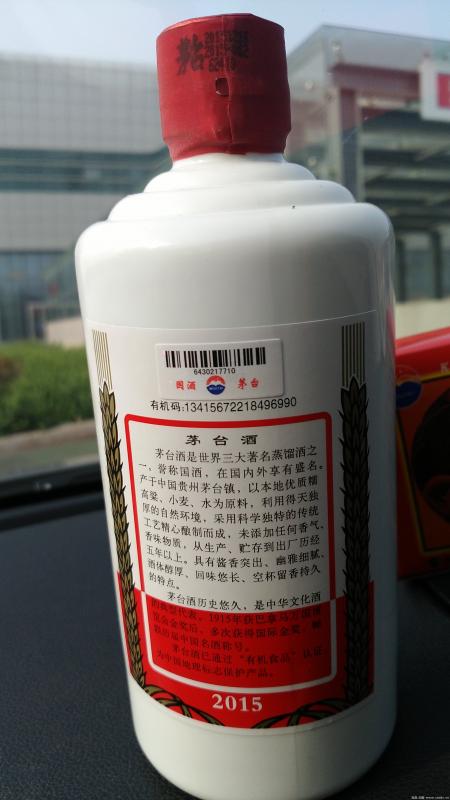 茅台
6430217710
国酒 茅台
有机码:13415672218496990
茅台酒
茅台酒是世界三大著名蒸馏酒之
一，誉称国酒，在国内外享有盛名。
产于中国贵州茅台镇，以本地优质糯
高粱、小麦、水为原料，利用得天独
厚的自然环境，采用科学独特的传统
工艺精心酿制而成，未添加任何香气、
香味物质，从生产、贮存到出厂历经
五年以上。具有酱香突出、幽雅细腻、
酒体醇厚、回味悠长、空杯留香持久
的特点。
茅台酒历史悠久，是中华文化酒
的典型代表。1915年获巴拿马万国博
览会金奖后，多次获得国际金奖，蝉
联历届中国名酒称号。
茅台酒已通过“有机食品”认证，
为中国地理标志保护产品。
2015